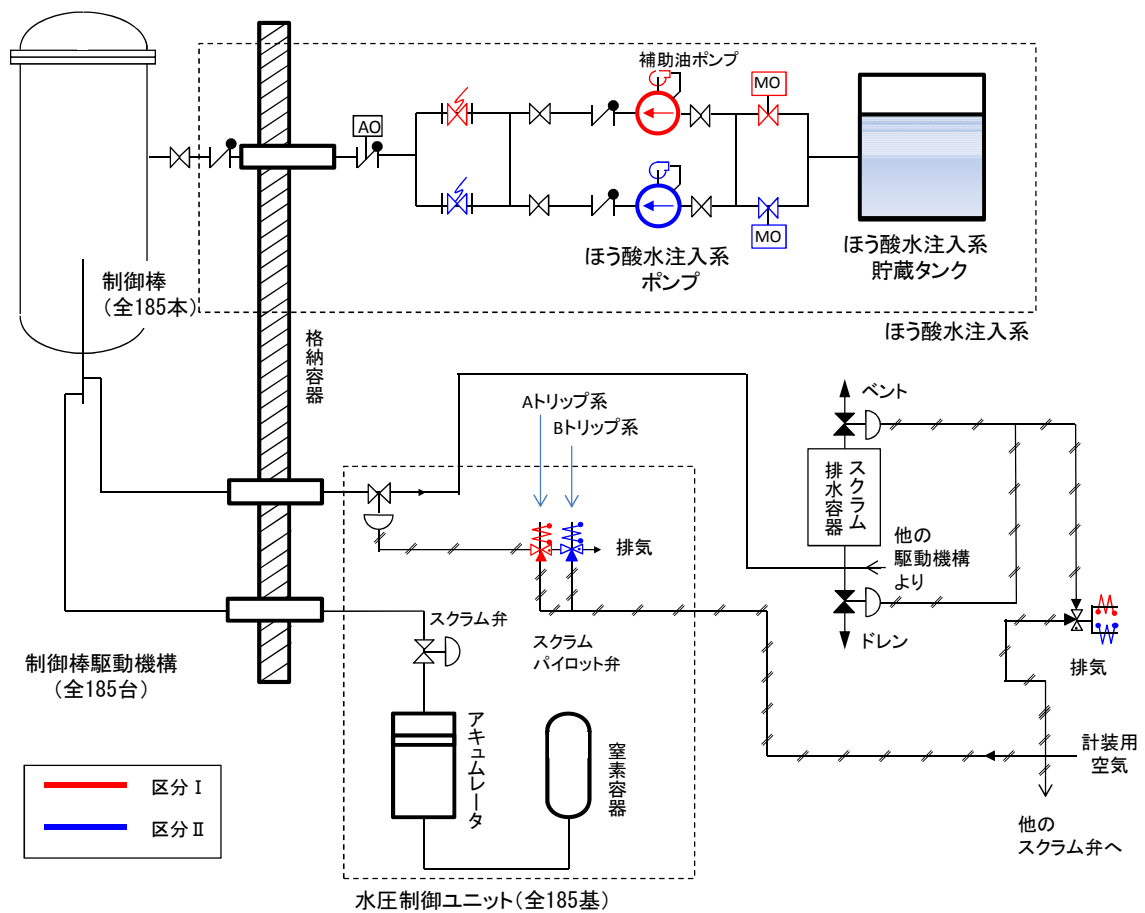 補助油ポンプ
MO
AO
MO
ほう酸水注入系
ポンプ
ほう酸水注入系
貯蔵タンク
ほう酸水注入系
制御棒
(全185本)
格納容器
Aトリップ系
Bトリップ系
ベント
スクラム
排水容器
排気
他の
駆動機構
より
ドレン
スクラム弁
スクラム
パイロット弁
制御棒駆動機構
(全185台)
排気
アキュムレータ
窒素容器
計装用
空気
区分Ⅰ
区分Ⅱ
他の
スクラム弁へ
水圧制御ユニット(全185基)